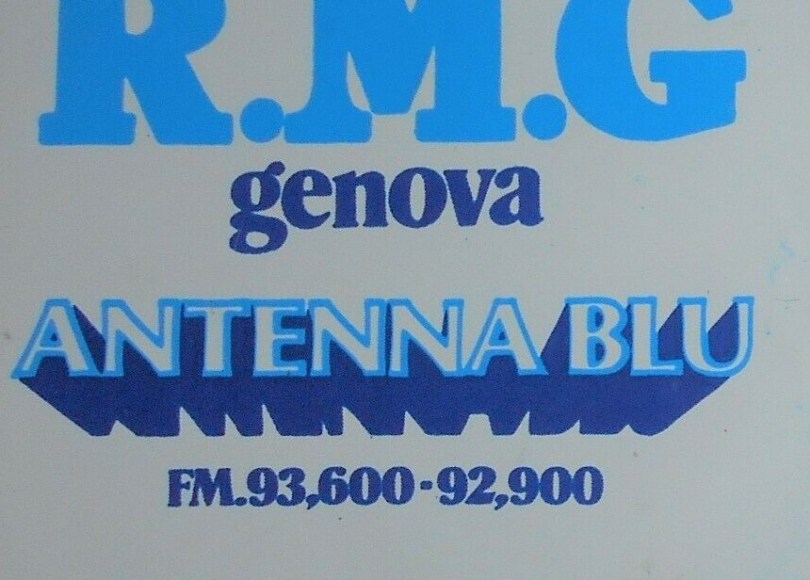 R.M.G
genova
ANTENNA BLU
FM.93,600-92,900